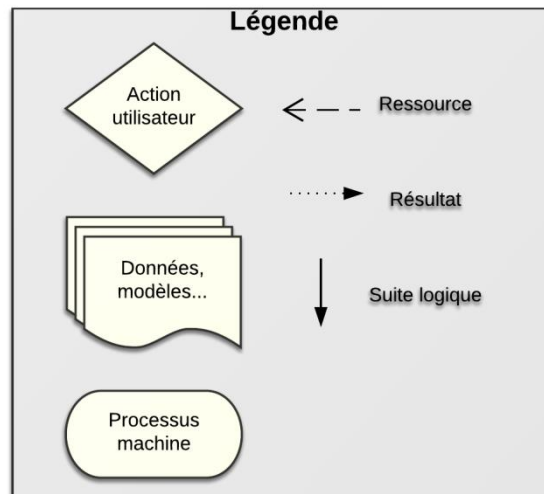 Légende
Action
utilisateur
Ressource
Résultat
Données,
modèles...
Suite logique
Processus
machine